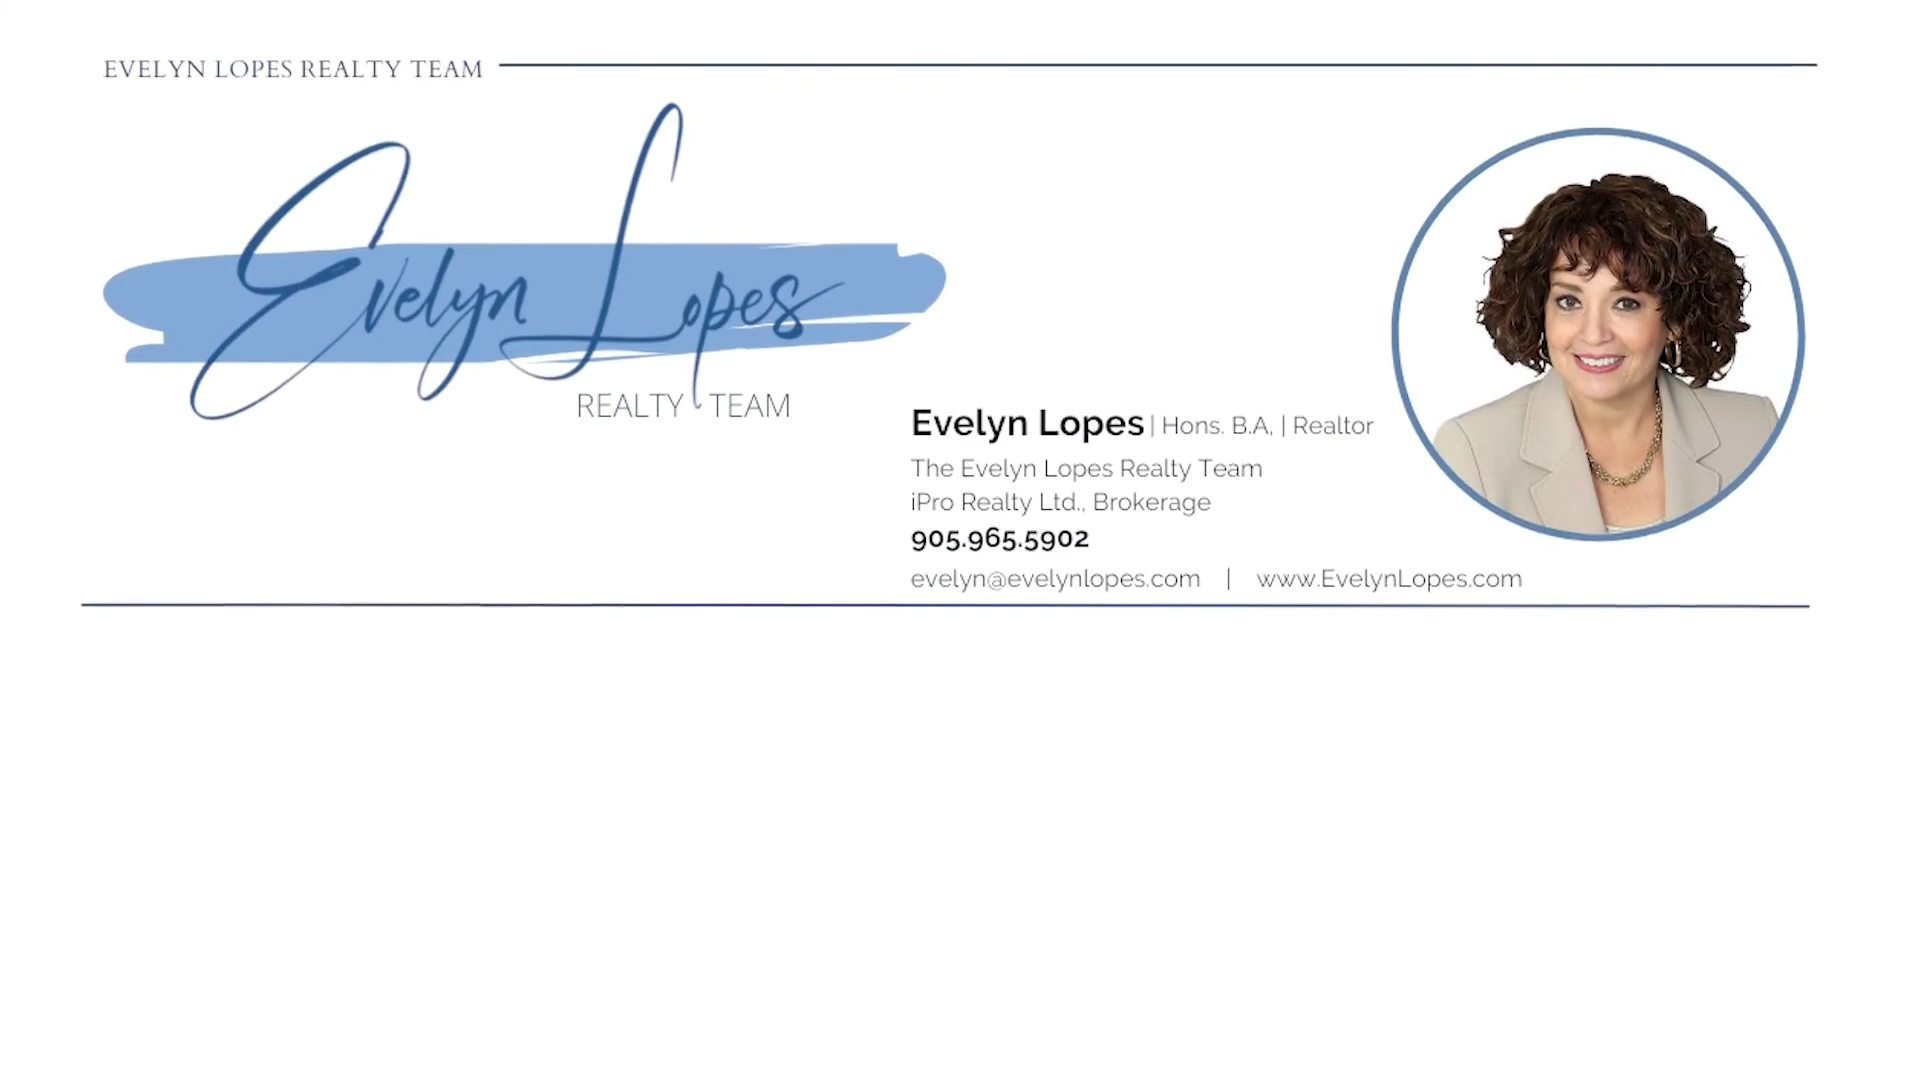 EVELYN LOPES REALTY TEAM
Evelyn Lopes
REALTY TEAM
Evelyn Lopes | Hons. B.A, | Realtor
The Evelyn Lopes Realty Team
iPro Realty Ltd., Brokerage
905.965.5902
evelyn@evelynlopes.com | www.EvelynLopes.com